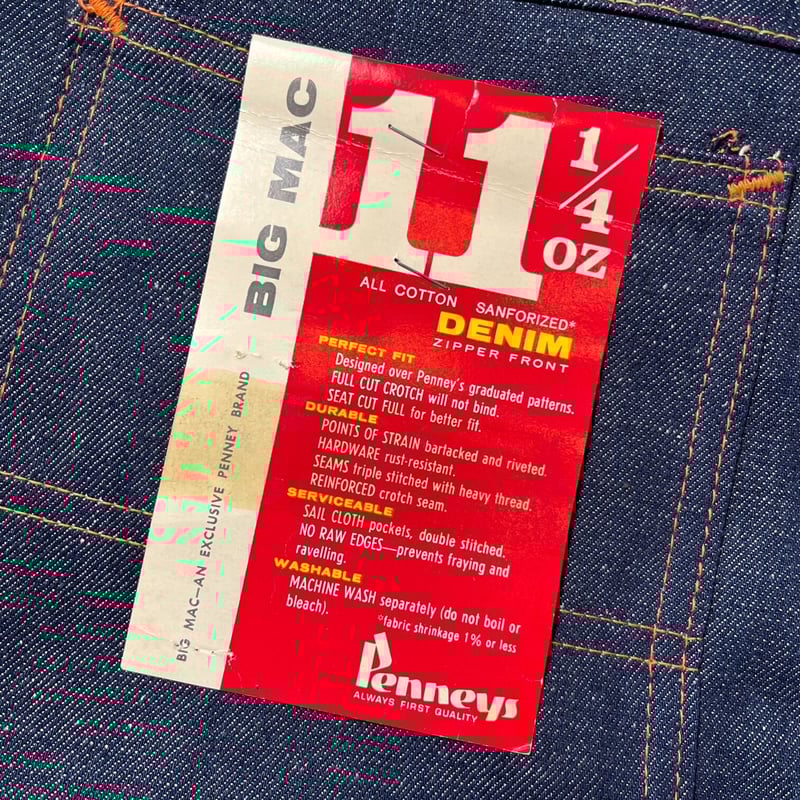 BIG MAC
BIG MAC—AN EXCLUSIVE PENNEY BRAND
11 1/4 OZ
ALL COTTON SANFORIZED*
DENIM
ZIPPER FRONT
PERFECT FIT
Designed over Penney's graduated patterns.
FULL CUT CROTCH will not bind.
SEAT CUT FULL for better fit.
DURABLE
POINTS OF STRAIN bartacked and riveted.
HARDWARE rust-resistant.
SEAMS triple stitched with heavy thread.
REINFORCED crotch seam.
SERVICEABLE
SAIL CLOTH pockets, double stitched.
NO RAW EDGES—prevents fraying and
ravelling.
WASHABLE
MACHINE WASH separately (do not boil or
bleach).
*fabric shrinkage 1% or less
Penneys
ALWAYS FIRST QUALITY